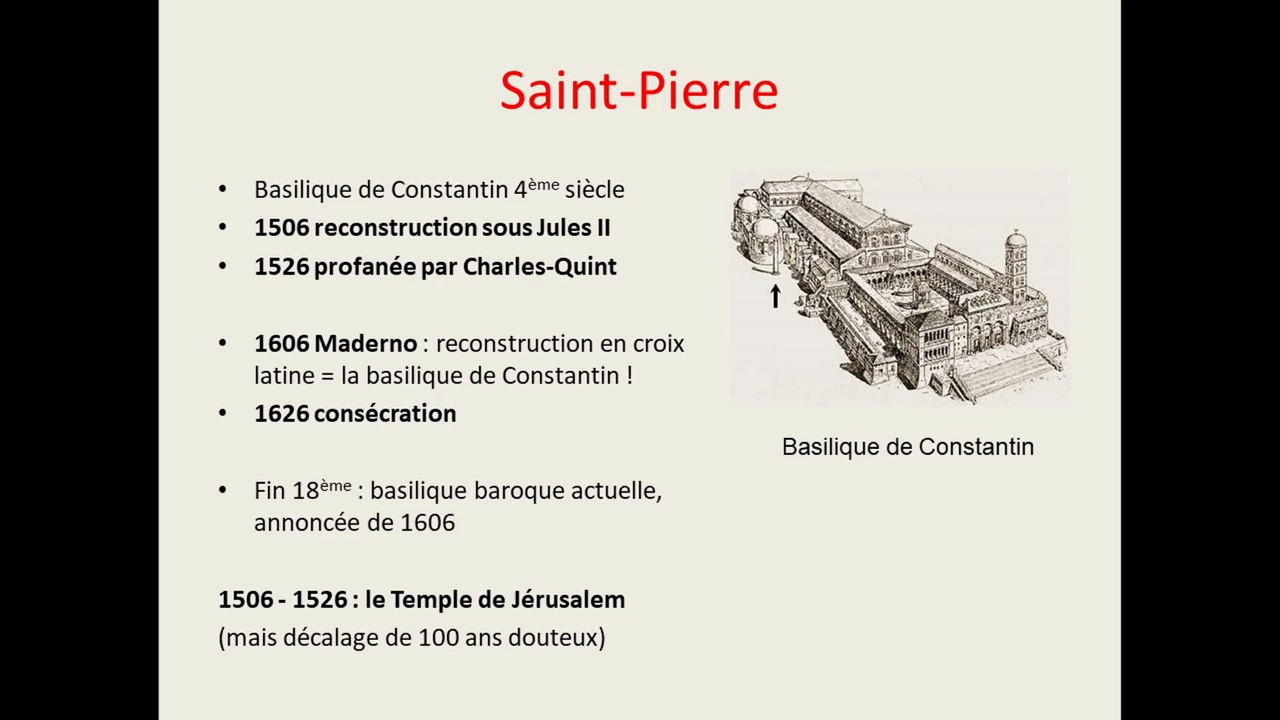 Saint-Pierre
• Basilique de Constantin 4ème siècle
• 1506 reconstruction sous Jules II
• 1526 profanée par Charles-Quint
• 1606 Maderno : reconstruction en croix
latine = la basilique de Constantin !
• 1626 consécration
• Fin 18ème : basilique baroque actuelle,
annoncée de 1606
1506 - 1526 : le Temple de Jérusalem
(mais décalage de 100 ans douteux)
Basilique de Constantin